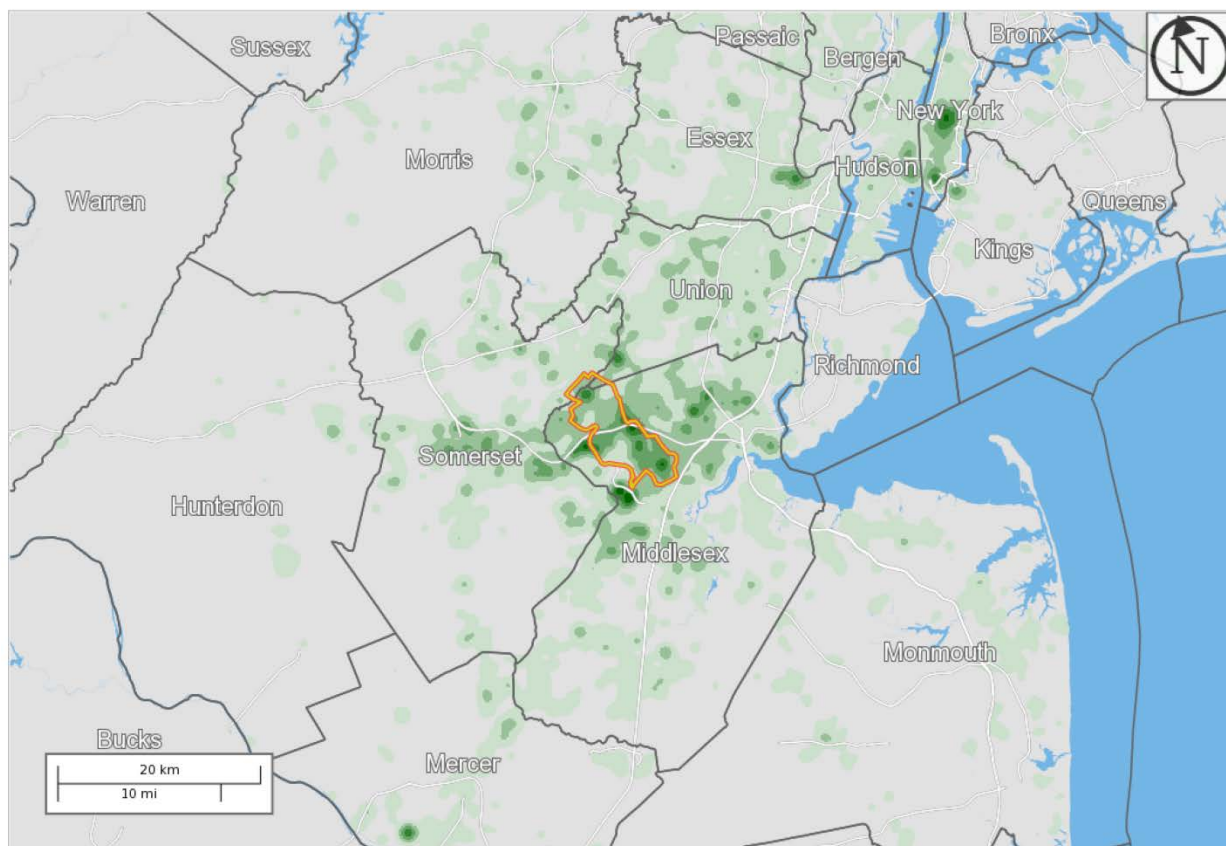 Sussex
Passaic
Bronx
Bergen
N
New York
Essex
Morris
Hudson
Warren
Queens
Kings
Union
Richmond
Somerset
Hunterdon
Middlesex
Monmouth
Bucks
Mercer
20 km
10 mi